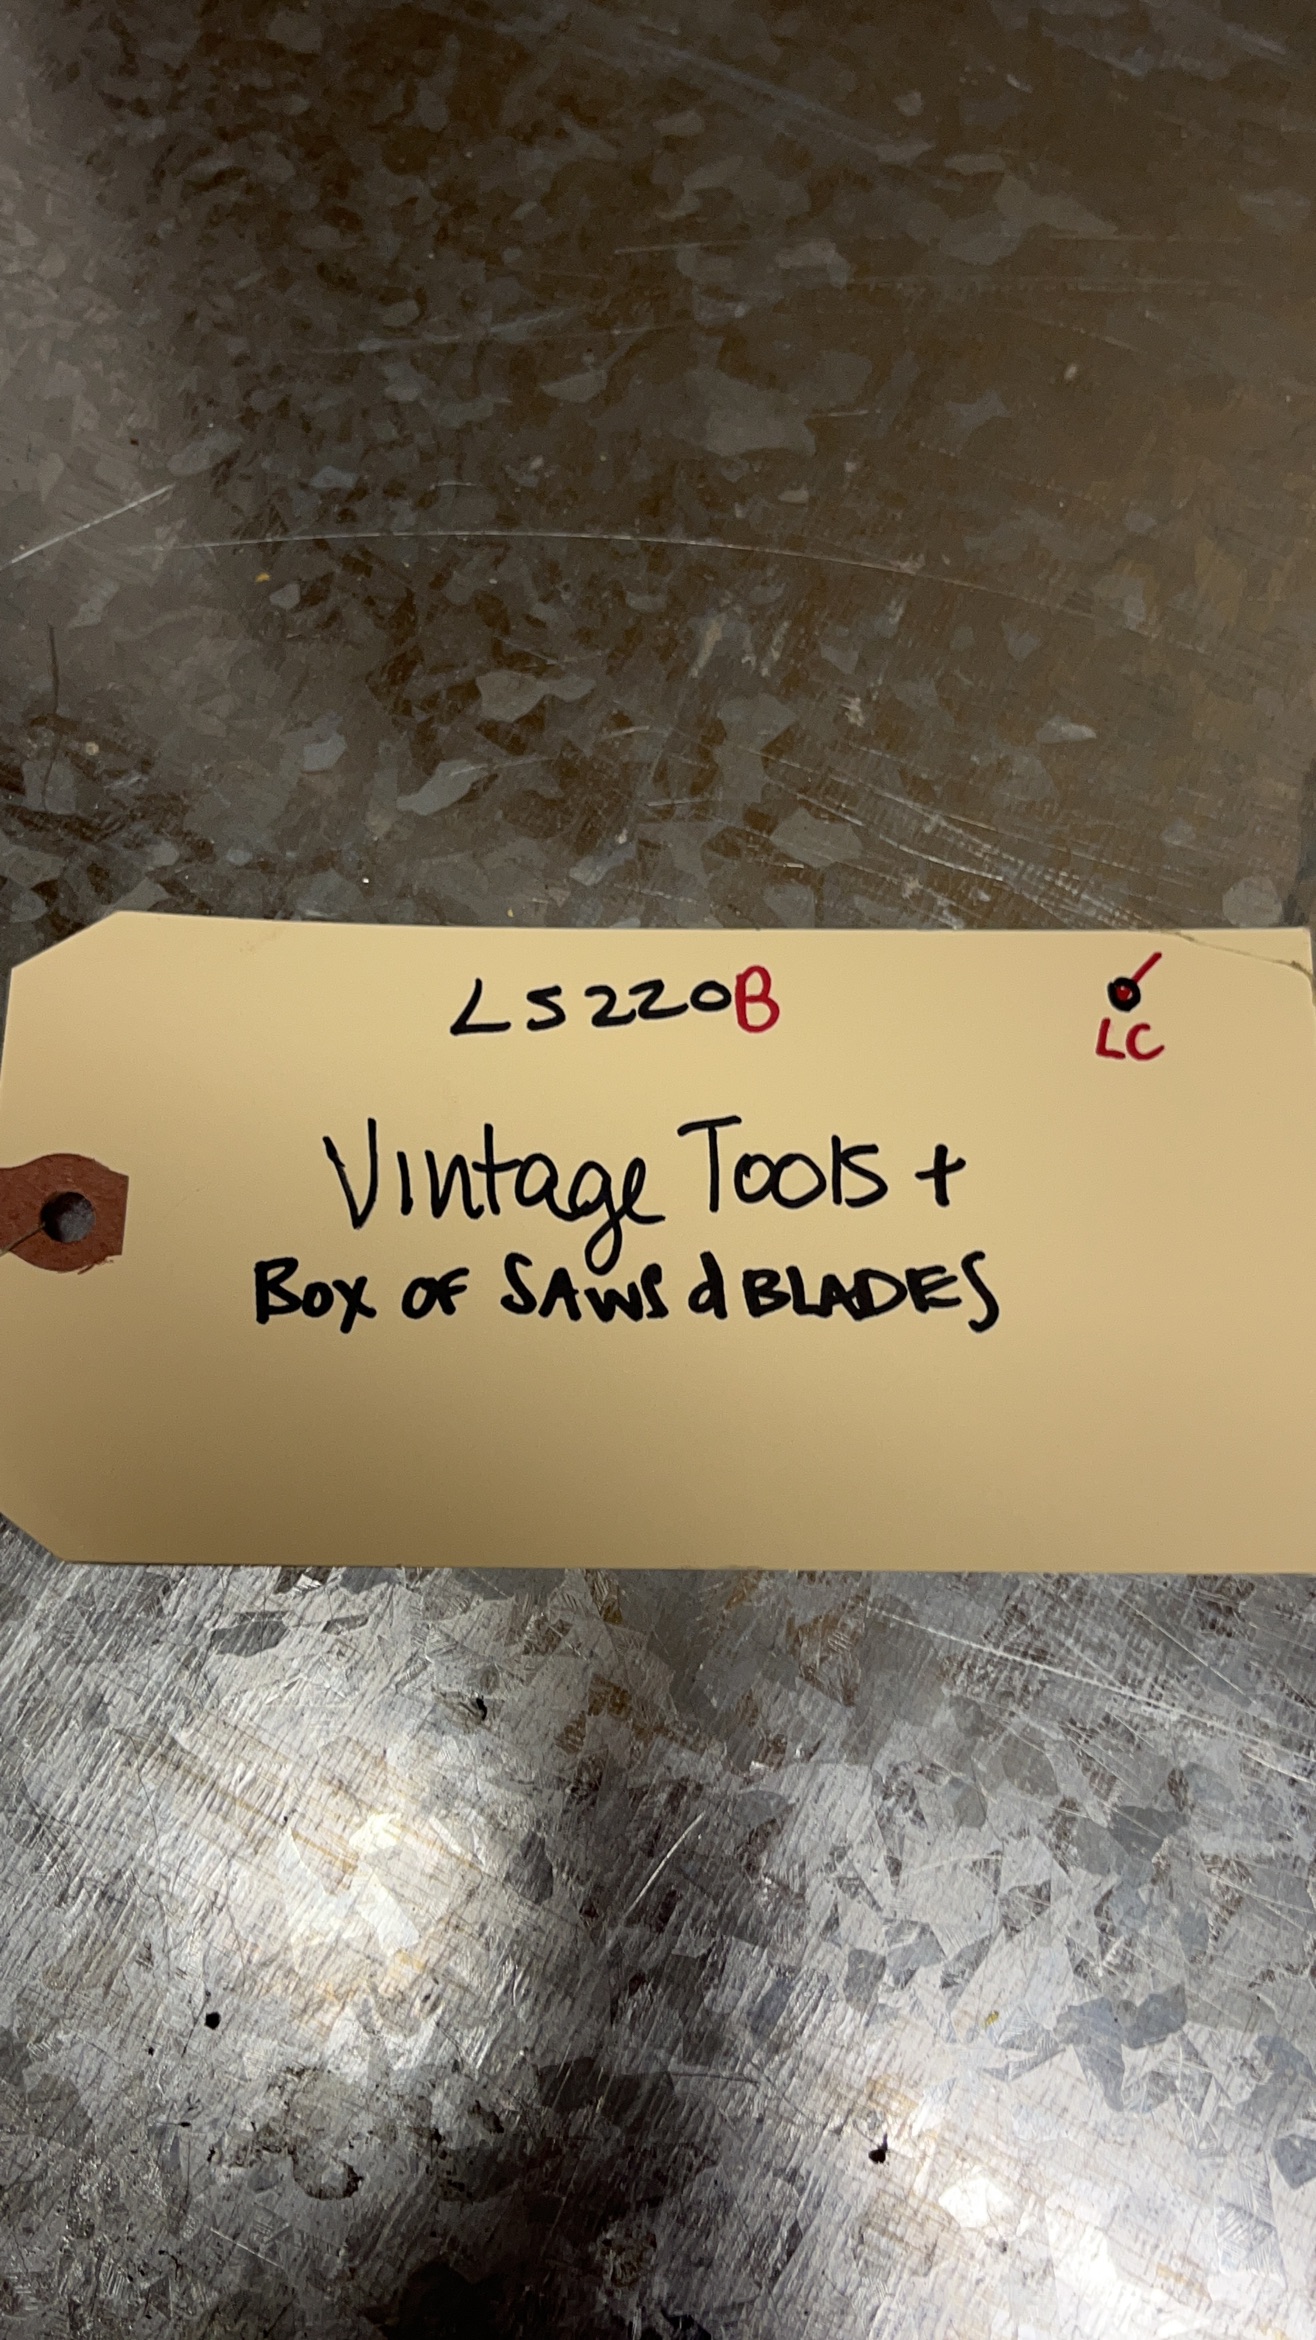 LS220B
LC
Vintage Tools +
Box OF SAWS & BLADES